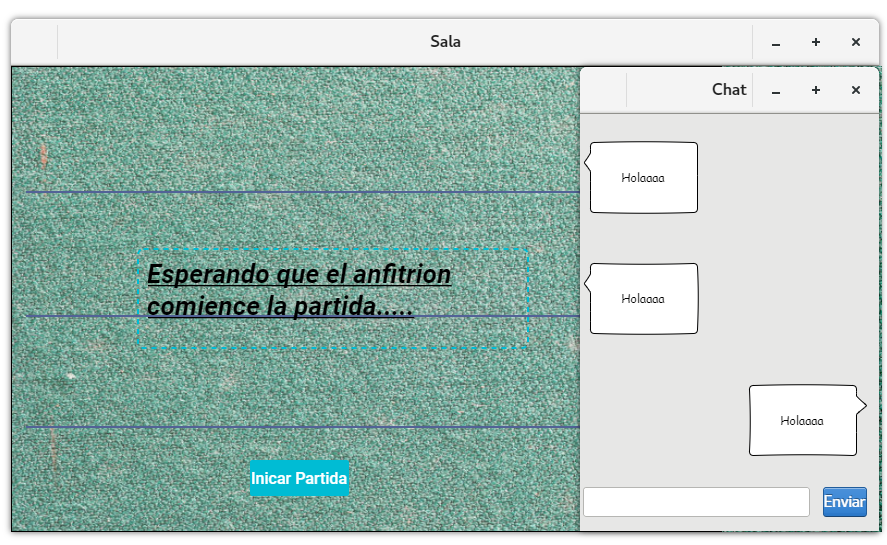 Sala
Chat
Holaaaa
Holaaaa
Esperando que el anfitrion
comience la partida.....
Holaaaa
Inicar Partida
Enviar